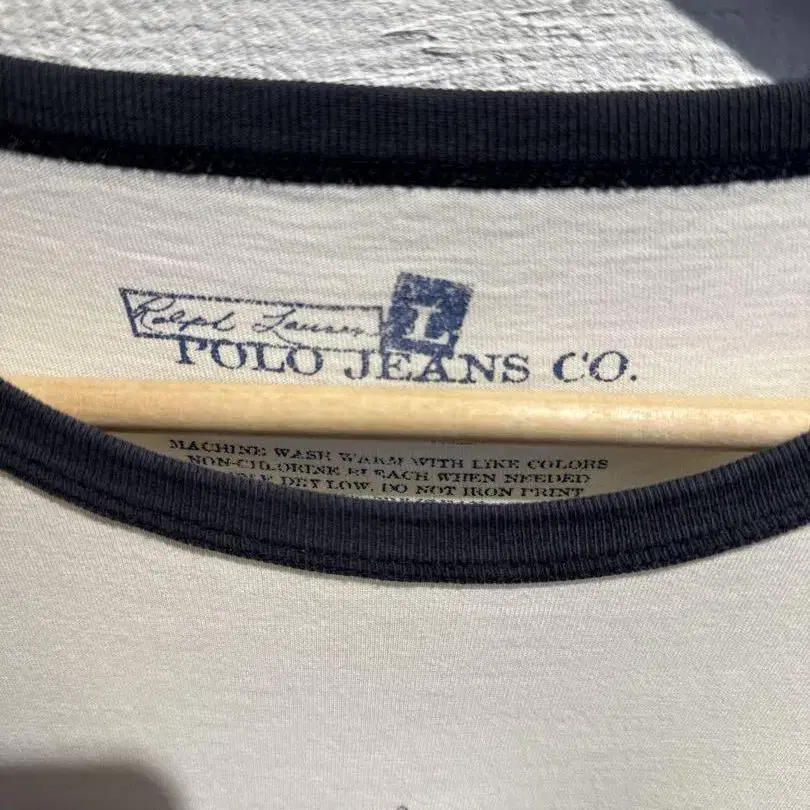 Ralph Lauren L
POLO JEANS CO.
MACHINE WASH WARM WITH LIKE COLORS
NON-CHLORINE BLEACH WHEN NEEDED
DRY LOW. DO NOT IRON PRINT